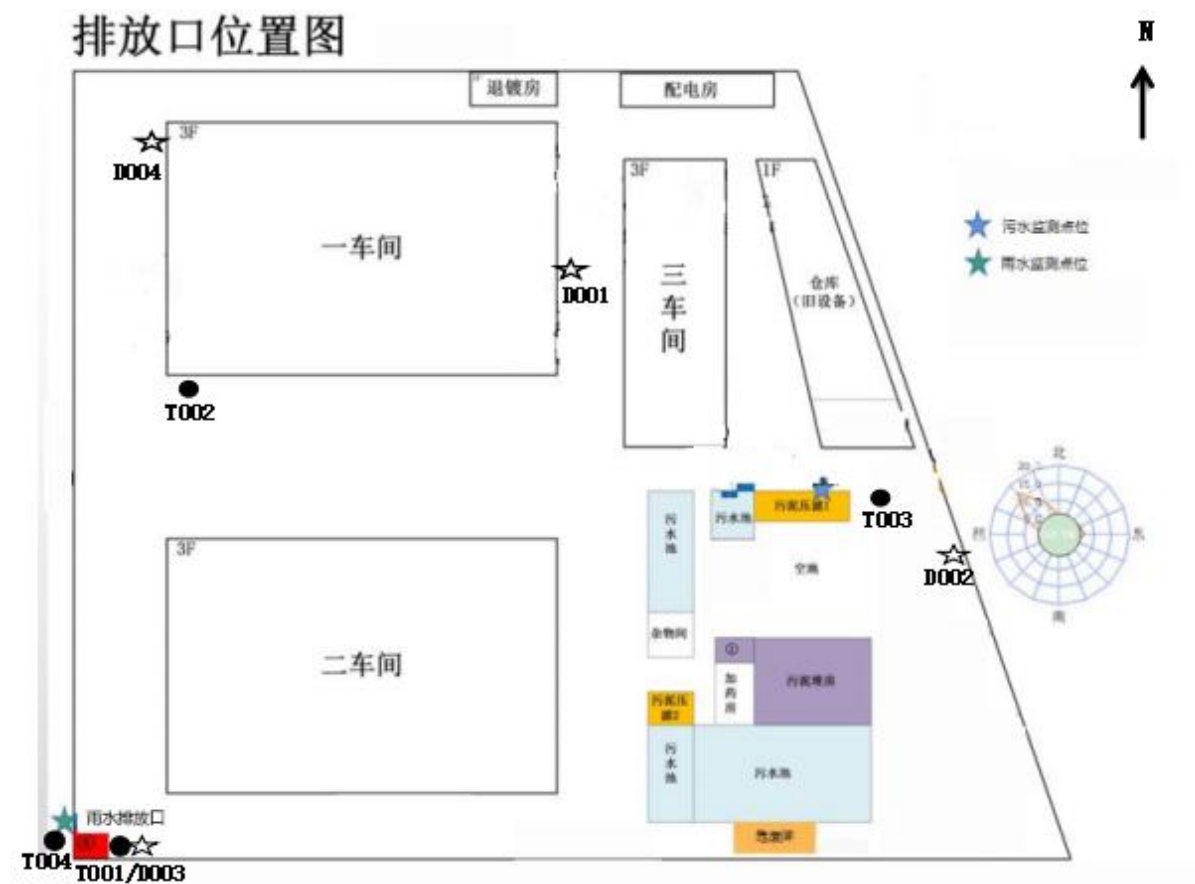 排放口位置图
N
退镀房
配电房
3F
D004
一车间
D001
T002
3F
三车间
1F
仓库
(旧设备)
污水监测点位
雨水监测点位
北
东
南
污水池
污水池
污泥压滤1
T003
空地
D002
杂物间
3F
二车间
①
加药房
污泥堆房
污泥压
滤2
污水池
污水池
雨水排放口
T004
T001/D003